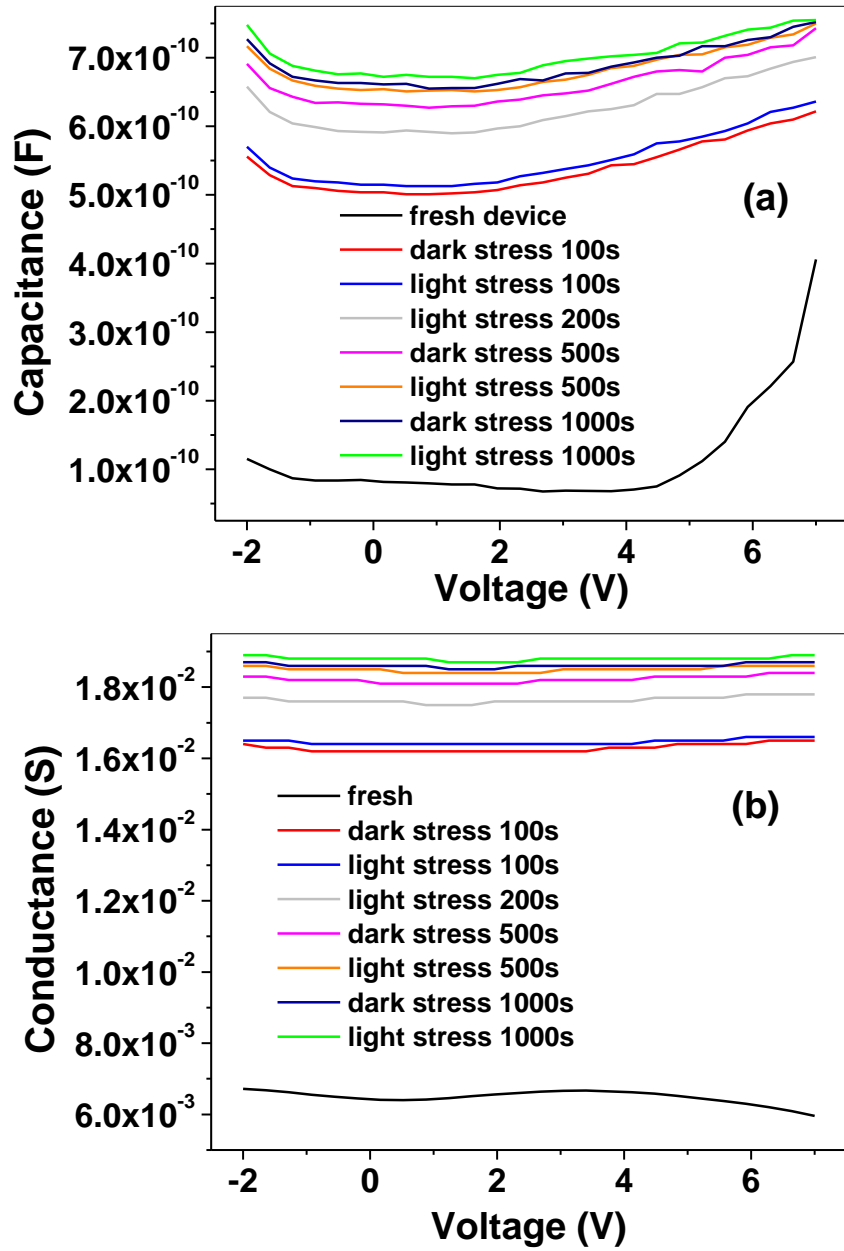 7.0x10⁻¹⁰
6.0x10⁻¹⁰
5.0x10⁻¹⁰
4.0x10⁻¹⁰
3.0x10⁻¹⁰
2.0x10⁻¹⁰
1.0x10⁻¹⁰
Capacitance (F)
(a)
fresh device
dark stress 100s
light stress 100s
light stress 200s
dark stress 500s
light stress 500s
dark stress 1000s
light stress 1000s
-2 0 2 4 6
Voltage (V)
1.8x10⁻²
1.6x10⁻²
1.4x10⁻²
1.2x10⁻²
1.0x10⁻²
8.0x10⁻³
6.0x10⁻³
Conductance (S)
(b)
fresh
dark stress 100s
light stress 100s
light stress 200s
dark stress 500s
light stress 500s
dark stress 1000s
light stress 1000s
-2 0 2 4 6
Voltage (V)